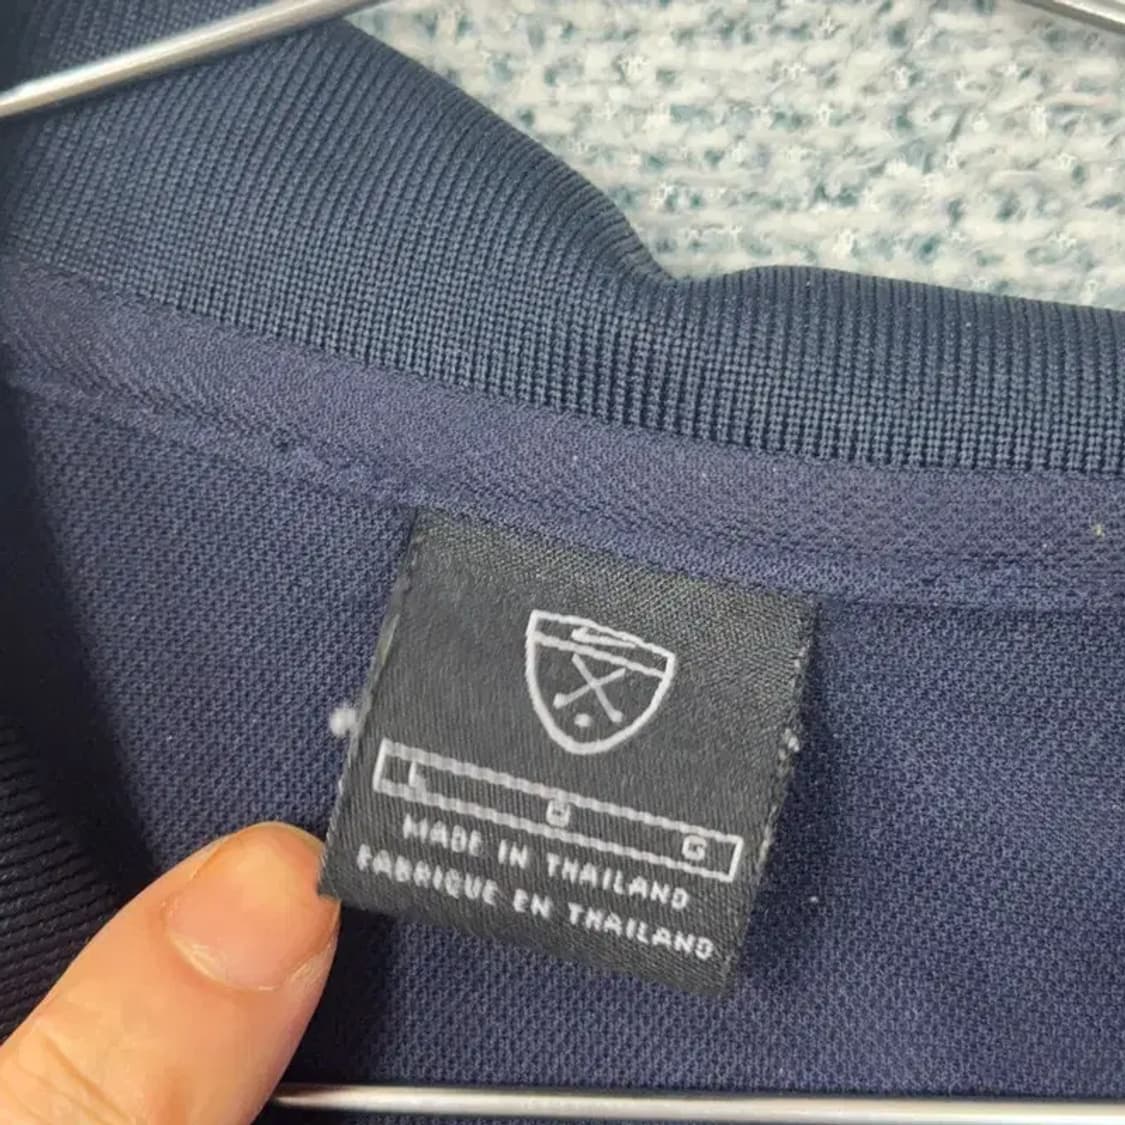 L G G
MADE IN THAILAND
FABRIQUE EN THAILAND